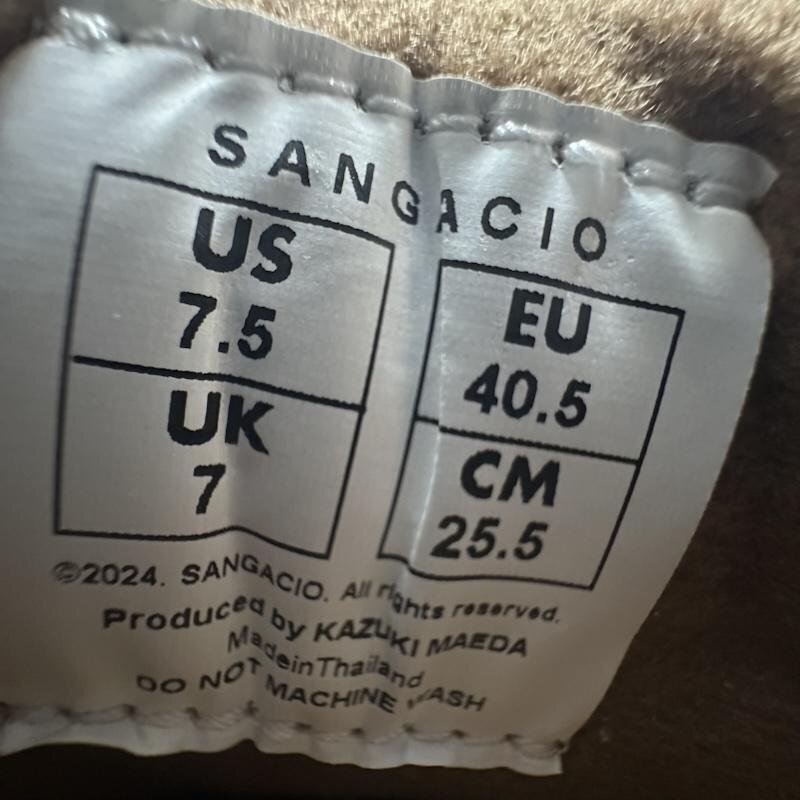 SANGACIO
US
7.5
UK
7
EU
40.5
CM
25.5
©2024. SANGACIO. All rights reserved.
Produced by KAZUKI MAEDA
MadeinThailand
DO NOT MACHINE WASH